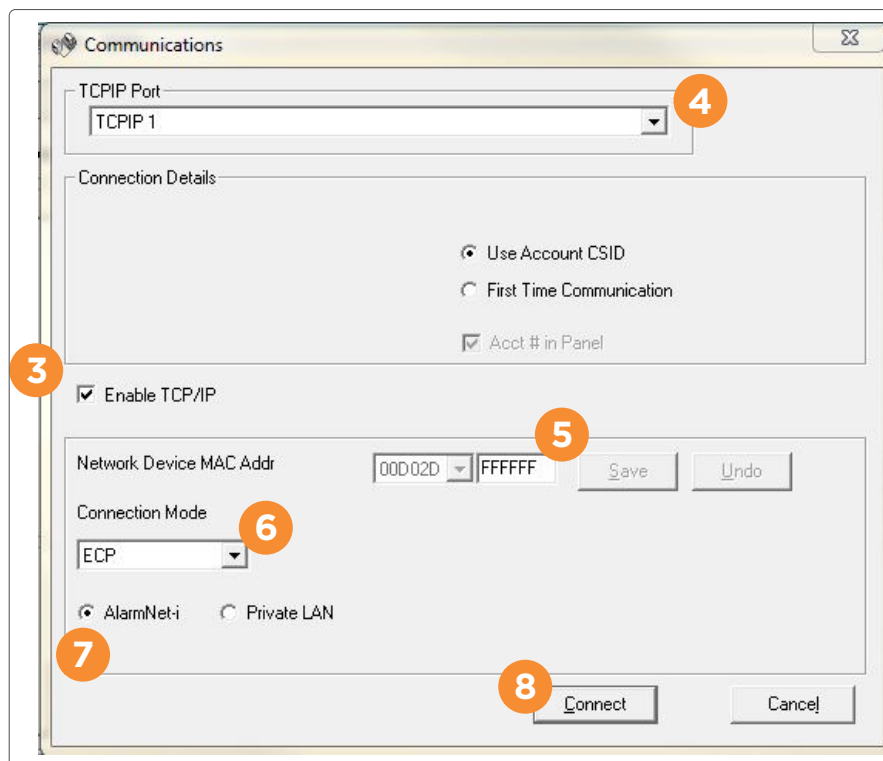 Communications
TCPIP Port
4
TCPIP 1
Connection Details
Use Account CSID
First Time Communication
Acct # in Panel
3
Enable TCP/IP
5
Network Device MAC Addr 00D02D FFFFFF Save Undo
Connection Mode
6
ECP
AlarmNet-i Private LAN
7
8
Connect Cancel